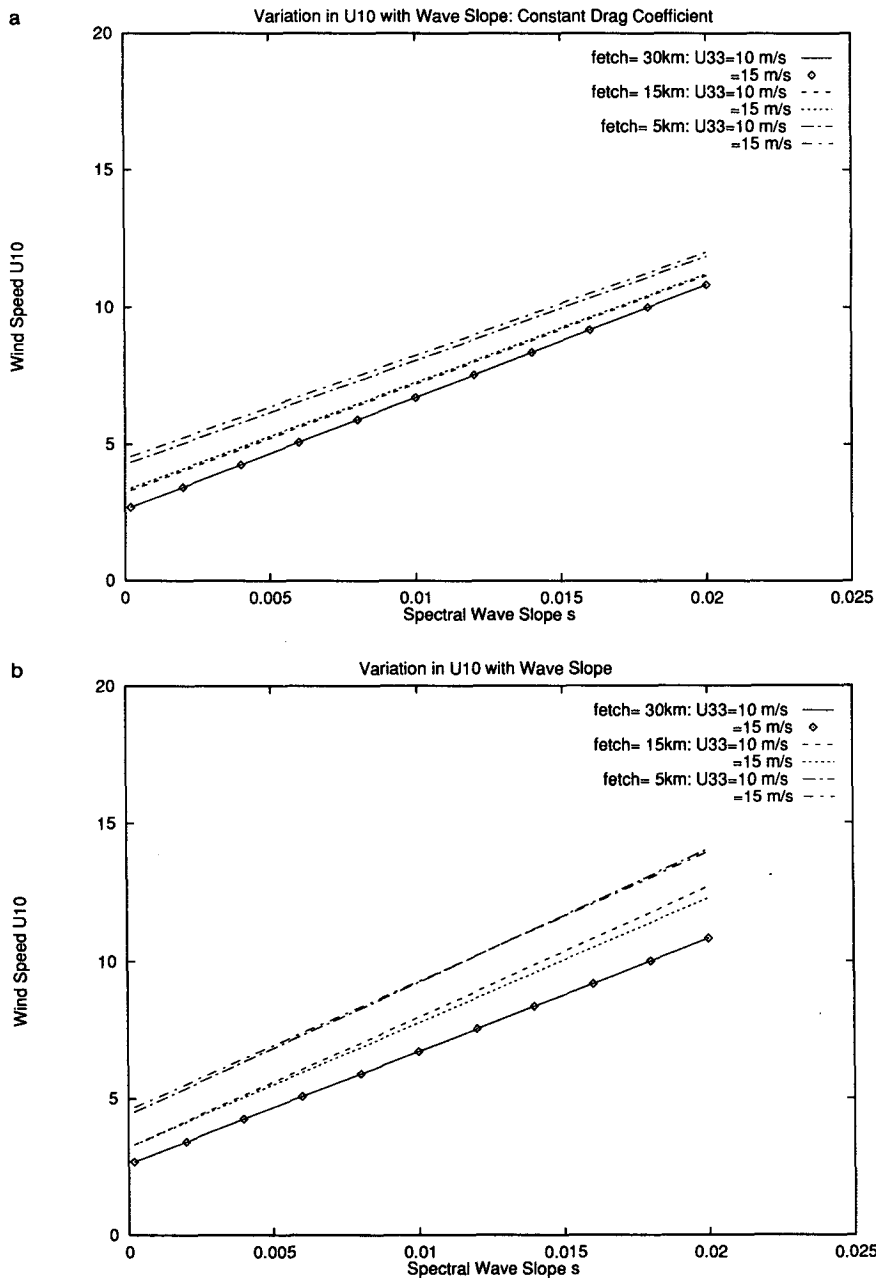 a
Variation in U10 with Wave Slope: Constant Drag Coefficient
20
fetch= 30km: U33=10 m/s
=15 m/s
fetch= 15km: U33=10 m/s
=15 m/s
fetch= 5km: U33=10 m/s
=15 m/s
15
Wind Speed U10
10
5
0
0 0.005 0.01 0.015 0.02 0.025
Spectral Wave Slope s
b
Variation in U10 with Wave Slope
20
fetch= 30km: U33=10 m/s
=15 m/s
fetch= 15km: U33=10 m/s
=15 m/s
fetch= 5km: U33=10 m/s
=15 m/s
15
Wind Speed U10
10
5
0
0 0.005 0.01 0.015 0.02 0.025
Spectral Wave Slope s